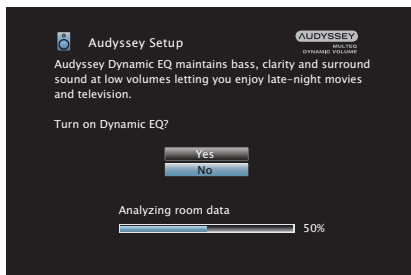 Audyssey Setup
AUDYSSEY
MULTEQ
DYNAMIC VOLUME
Audyssey Dynamic EQ maintains bass, clarity and surround
sound at low volumes letting you enjoy late-night movies
and television.
Turn on Dynamic EQ?
Yes
No
Analyzing room data
50%